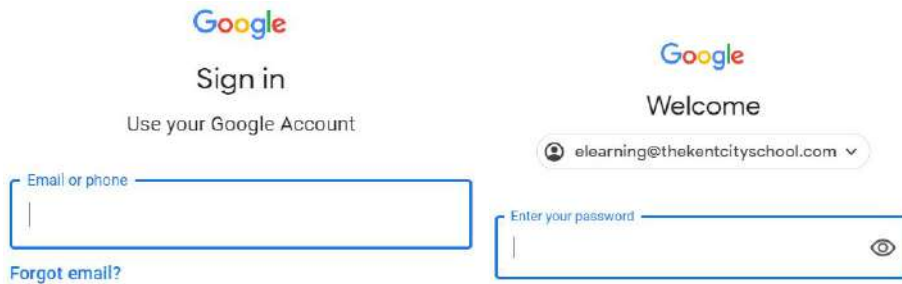 Google
Sign in
Use your Google Account
Email or phone
Forgot email?
Google
Welcome
elearning@thekentcityschool.com
Enter your password